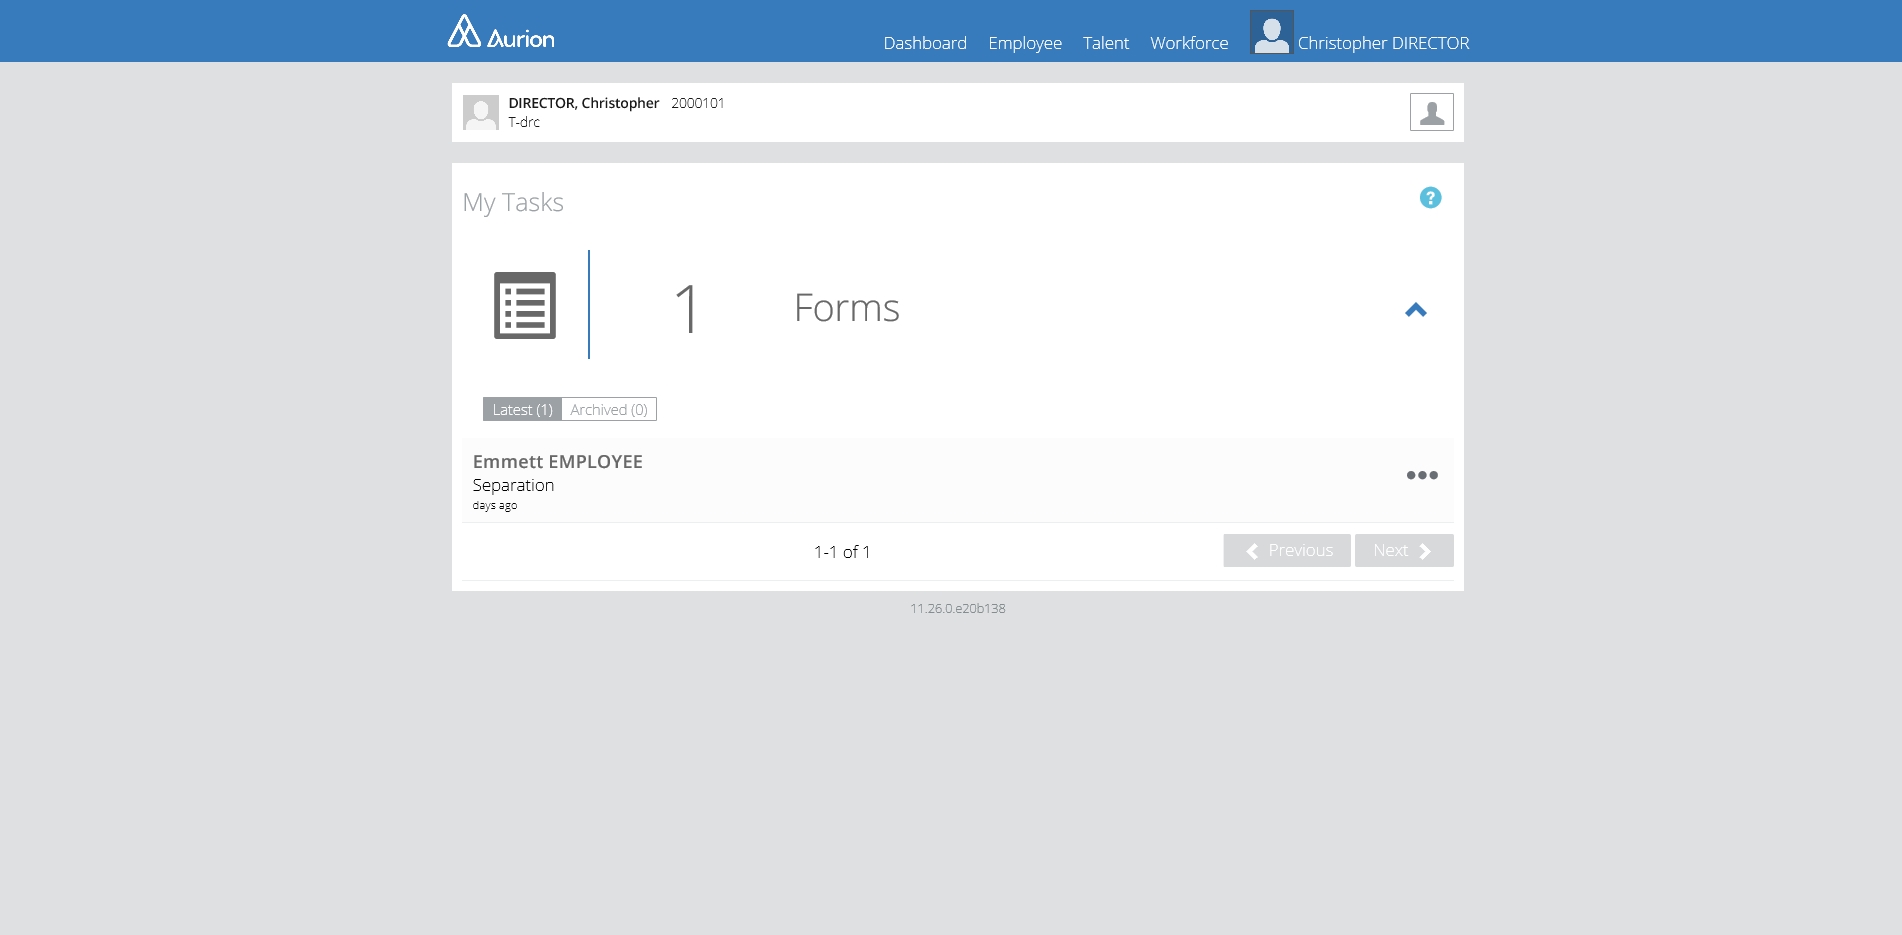 Aurion
Dashboard Employee Talent Workforce Christopher DIRECTOR
DIRECTOR, Christopher 2000101
T-drc
My Tasks
?
1 Forms
Latest (1) Archived (0)
Emmett EMPLOYEE
Separation
days ago
1-1 of 1
Previous Next
11.26.0.e20b138